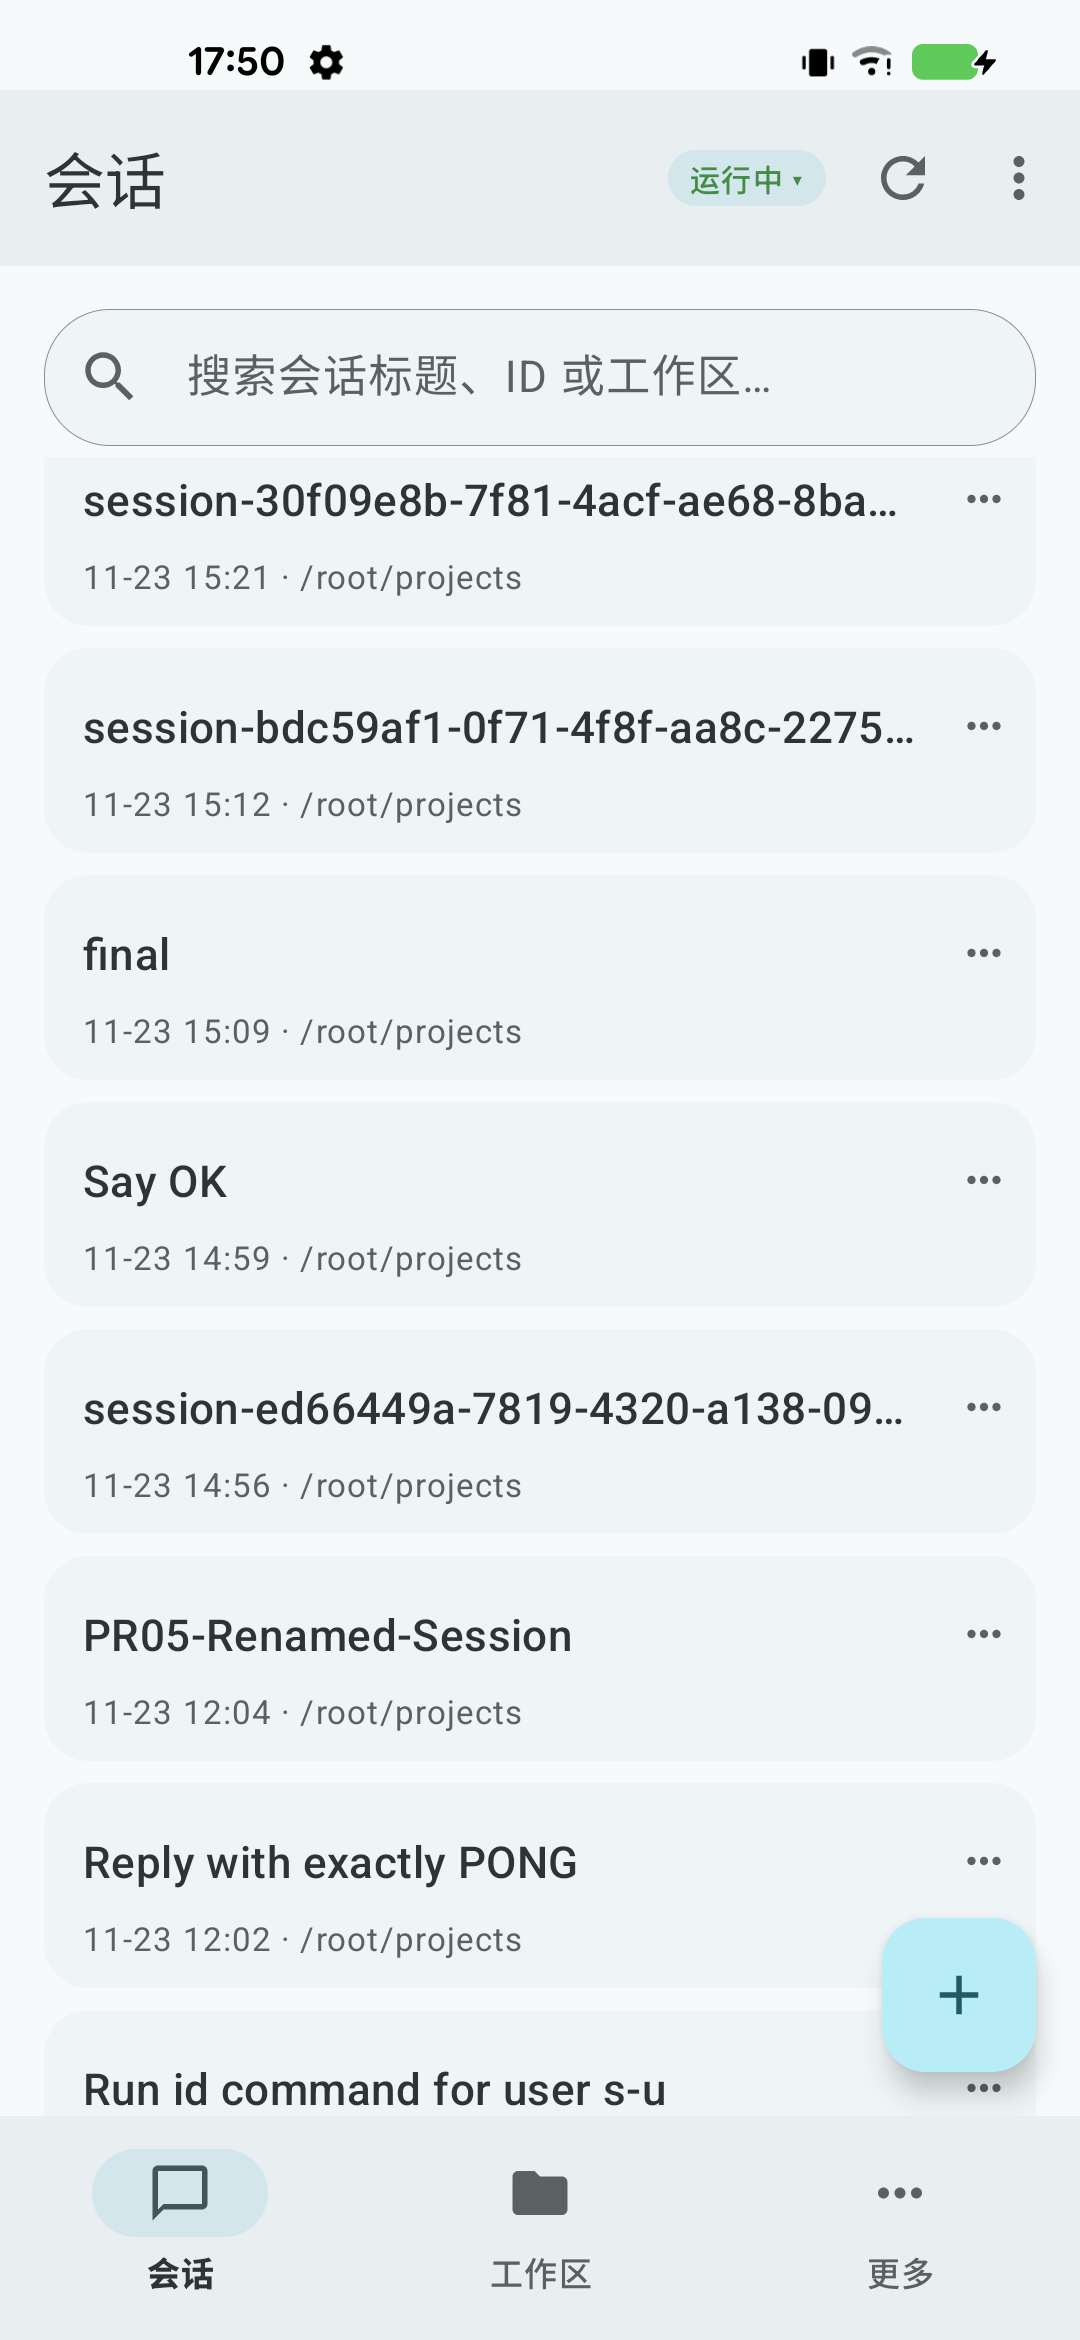 17:50
会话
运行中 ▾
搜索会话标题、ID 或工作区…
session-30f09e8b-7f81-4acf-ae68-8ba…
11-23 15:21 · /root/projects
session-bdc59af1-0f71-4f8f-aa8c-2275…
11-23 15:12 · /root/projects
final
11-23 15:09 · /root/projects
Say OK
11-23 14:59 · /root/projects
session-ed66449a-7819-4320-a138-09…
11-23 14:56 · /root/projects
PR05-Renamed-Session
11-23 12:04 · /root/projects
Reply with exactly PONG
11-23 12:02 · /root/projects
Run id command for user s-u
会话
工作区
更多